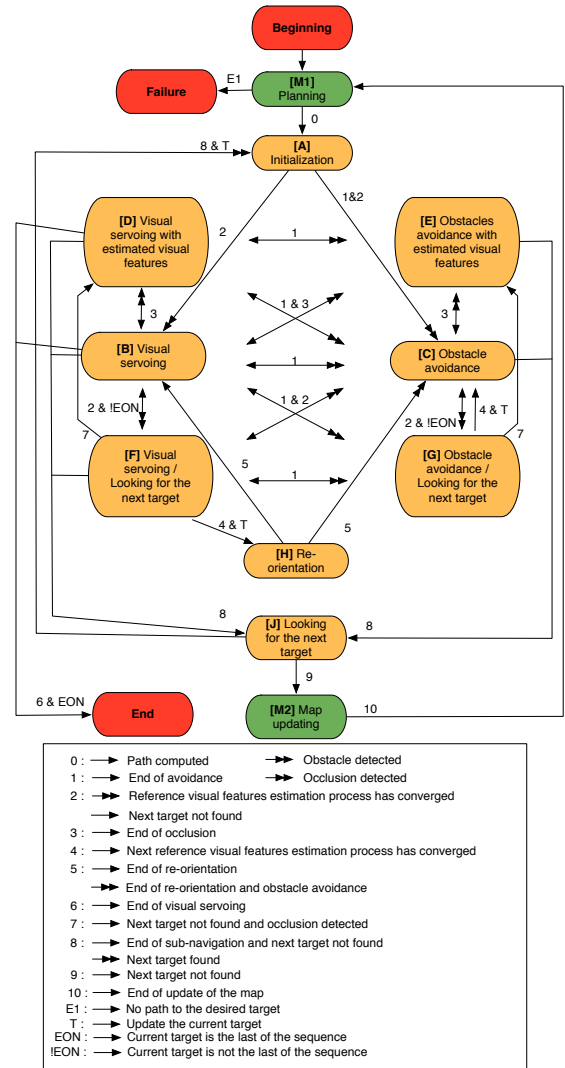 Beginning
E1
[M1]
Planning
Failure
0
8 & T
[A]
Initialization
1&2
2
[D] Visual
servoing with
estimated visual
features
1
[E] Obstacles
avoidance with
estimated visual
features
3
1 & 3
3
[B] Visual
servoing
1
[C] Obstacle
avoidance
1 & 2
2 & !EON
2 & !EON
4 & T
7
7
[F] Visual
servoing /
Looking for the
next target
5
1
[G] Obstacle
avoidance /
Looking for the
next target
4 & T
5
[H] Re-
orientation
8
[J] Looking
for the next
target
8
9
6 & EON
End
[M2] Map
updating
10
0 : Path computed Obstacle detected
1 : End of avoidance Occlusion detected
2 : Reference visual features estimation process has converged
Next target not found
3 : End of occlusion
4 : Next reference visual features estimation process has converged
5 : End of re-orientation
End of re-orientation and obstacle avoidance
6 : End of visual servoing
7 : Next target not found and occlusion detected
8 : End of sub-navigation and next target not found
Next target found
9 : Next target not found
10 : End of update of the map
E1 : No path to the desired target
T : Update the current target
EON : Current target is the last of the sequence
!EON : Current target is not the last of the sequence